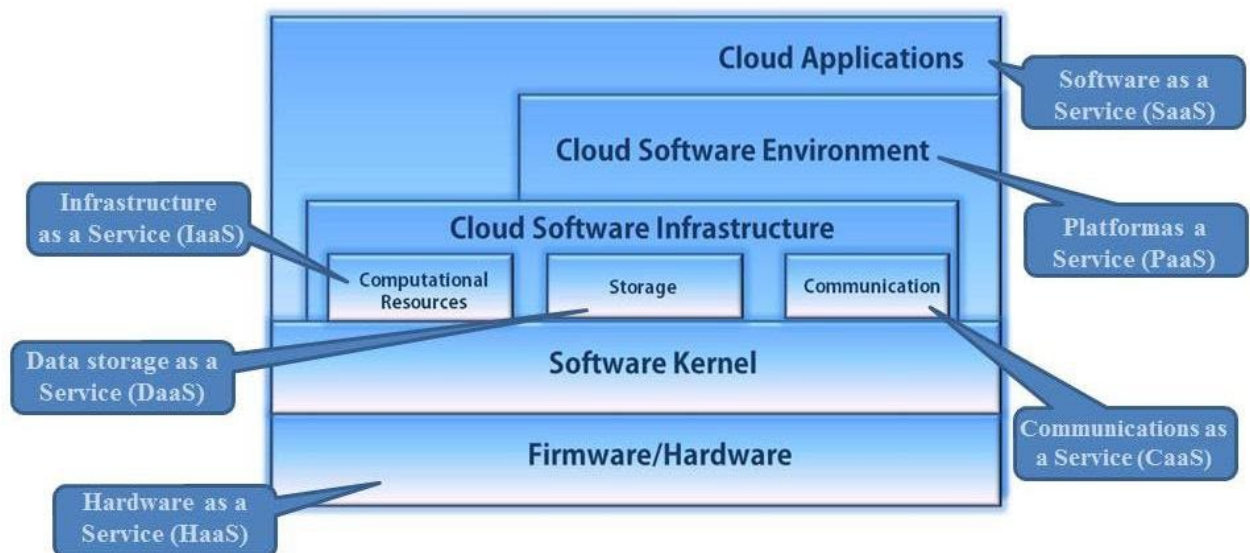 Cloud Applications
Software as a
Service (SaaS)
Cloud Software Environment
Infrastructure
as a Service (IaaS)
Cloud Software Infrastructure
Platformas a
Service (PaaS)
Computational
Resources
Storage
Communication
Data storage as a
Service (DaaS)
Software Kernel
Communications as
a Service (CaaS)
Firmware/Hardware
Hardware as a
Service (HaaS)